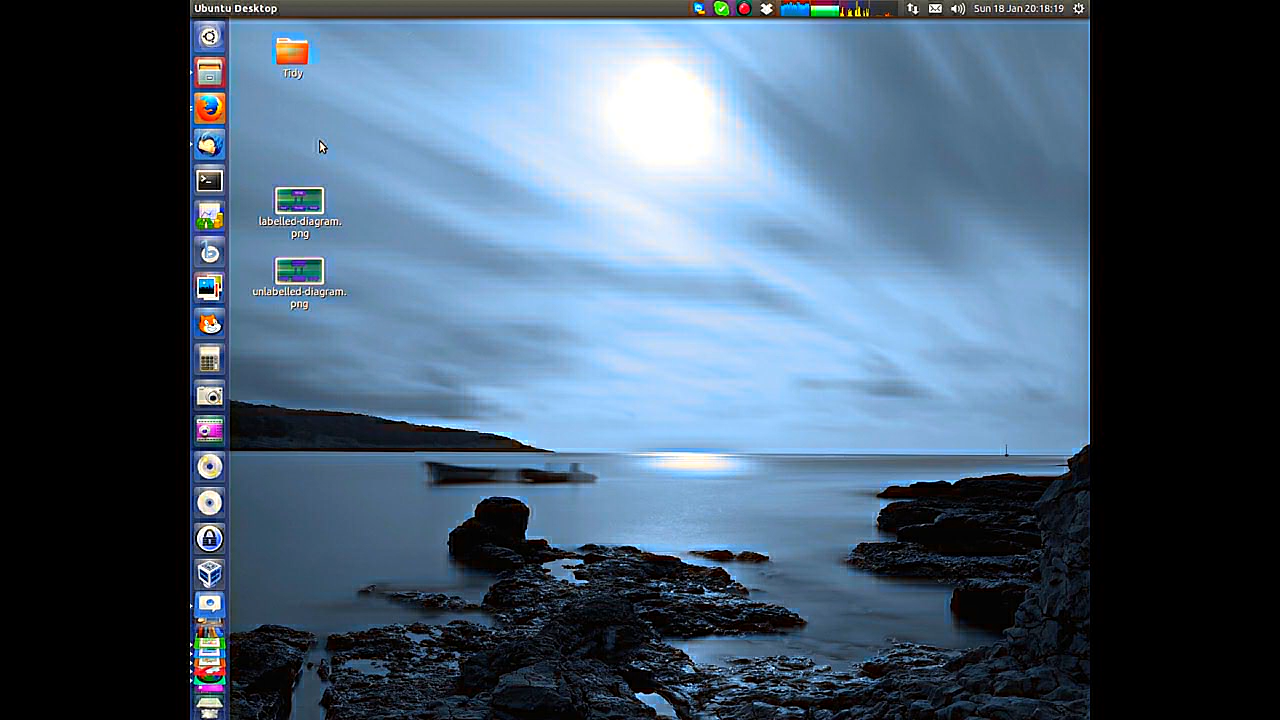 Ubuntu Desktop
Sun 18 Jan 20:18:19
Tidy
labelled-diagram.
png
unlabelled-diagram.
png